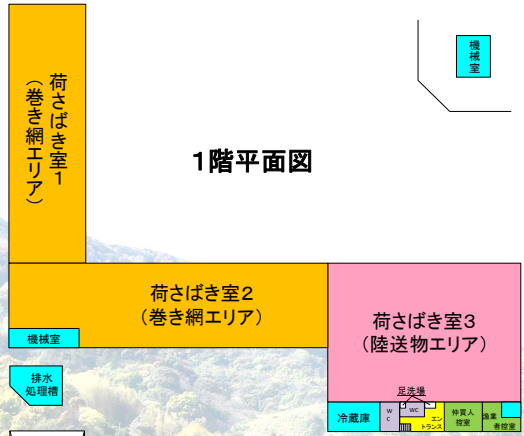 機械室
荷さばき室1
(巻き網エリア)
1階平面図
荷さばき室2
(巻き網エリア)
荷さばき室3
(陸送物エリア)
機械室
排水
処理槽
足洗場
冷蔵庫
WC
WC
エン
トランス
仲買人
控室
漁業
者控室